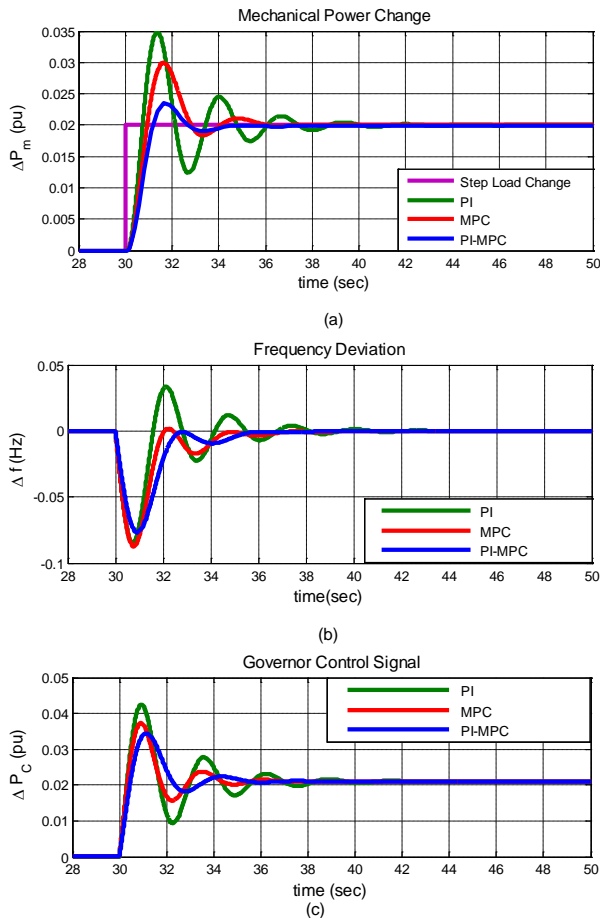 Mechanical Power Change
0.035
0.03
0.025
0.02
0.015
0.01
0.005
0
ΔP_m (pu)
Step Load Change
PI
MPC
PI-MPC
28 30 32 34 36 38 40 42 44 46 48 50
time (sec)
(a)
Frequency Deviation
0.05
0
-0.05
-0.1
Δ f (Hz)
PI
MPC
PI-MPC
28 30 32 34 36 38 40 42 44 46 48 50
time(sec)
(b)
Governor Control Signal
0.05
0.04
0.03
0.02
0.01
0
Δ P_C (pu)
PI
MPC
PI-MPC
28 30 32 34 36 38 40 42 44 46 48 50
time (sec)
(c)